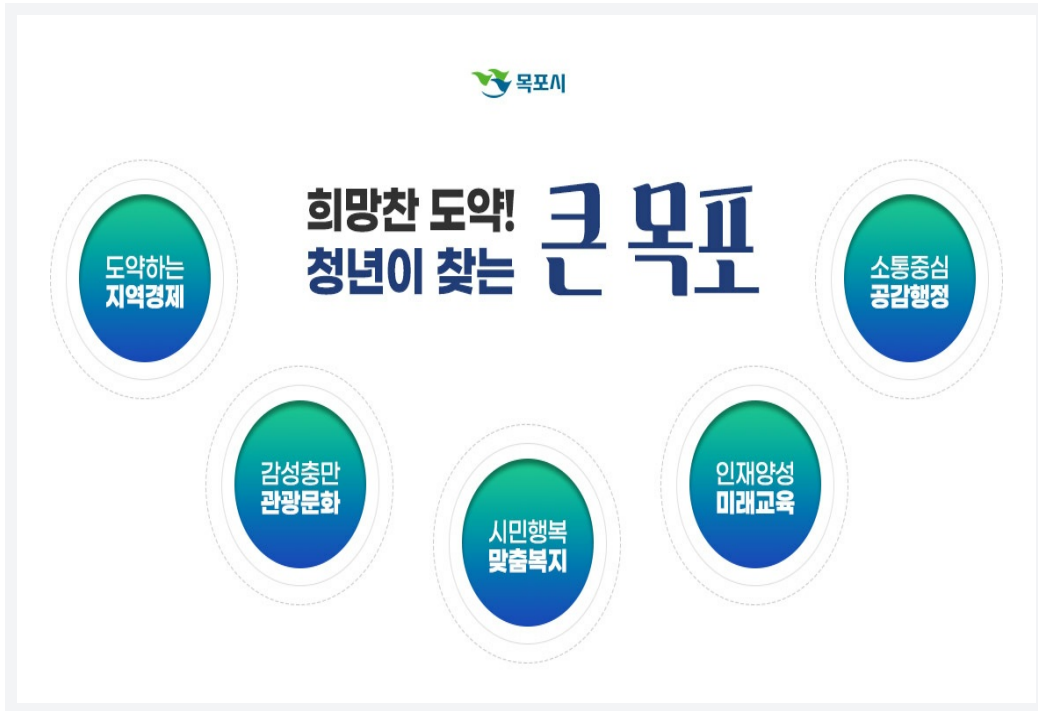 목포시
희망찬 도약!
청년이 찾는
큰 목포
도약하는
지역경제
감성충만
관광문화
시민행복
맞춤복지
인재양성
미래교육
소통중심
공감행정